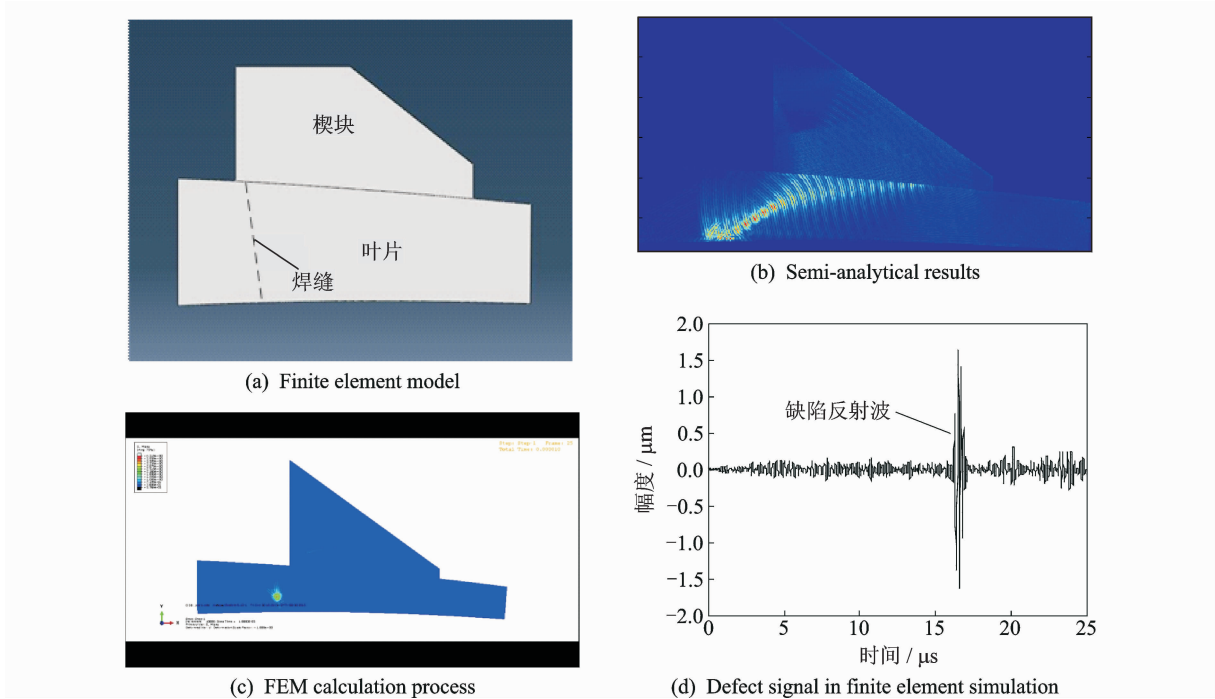 楔块
叶片
焊缝
(a) Finite element model
(b) Semi-analytical results
2.0
1.5
缺陷反射波
1.0
0.5
0.0
−0.5
−1.0
−1.5
−2.0
幅度 / μm
0 5 10 15 20 25
时间 / μs
(c) FEM calculation process
(d) Defect signal in finite element simulation